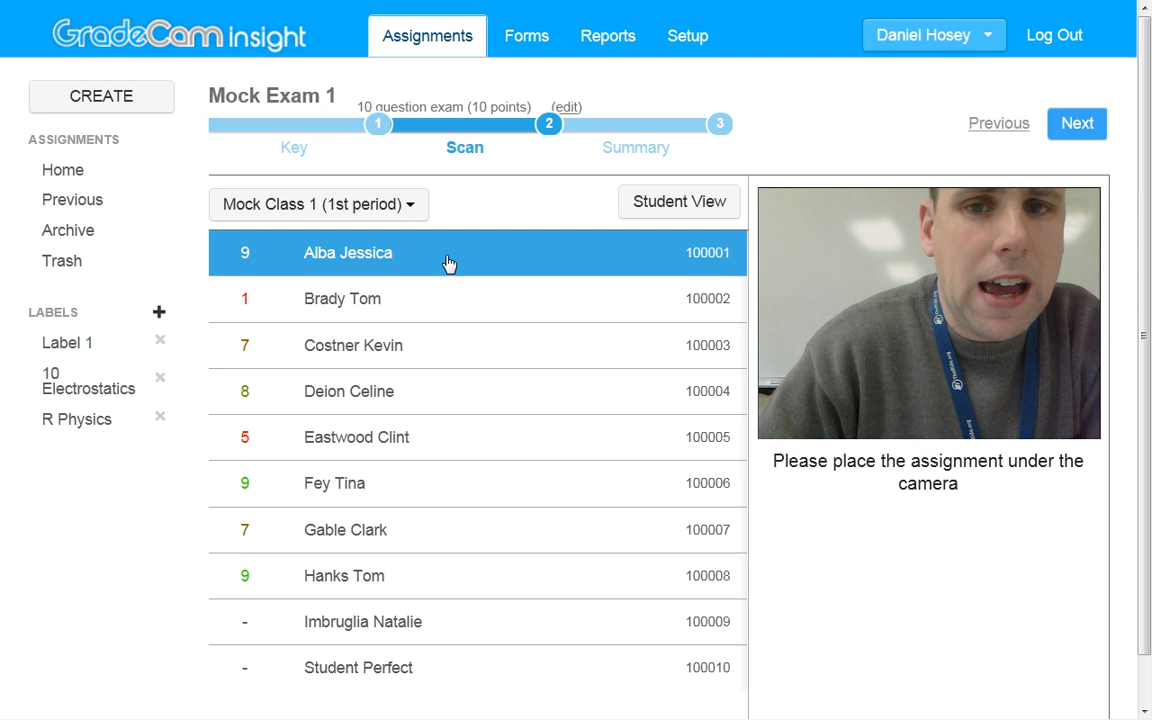 GradeCam insight
Assignments
Forms
Reports
Setup
Daniel Hosey
Log Out
CREATE
ASSIGNMENTS
Home
Previous
Archive
Trash
LABELS
Label 1
10
Electrostatics
R Physics
Mock Exam 1
10 question exam (10 points) (edit)
1
2
3
Key
Scan
Summary
Previous
Next
Mock Class 1 (1st period)
Student View
9 Alba Jessica 100001
1 Brady Tom 100002
7 Costner Kevin 100003
8 Deion Celine 100004
5 Eastwood Clint 100005
9 Fey Tina 100006
7 Gable Clark 100007
9 Hanks Tom 100008
- Imbruglia Natalie 100009
- Student Perfect 100010
Please place the assignment under the
camera